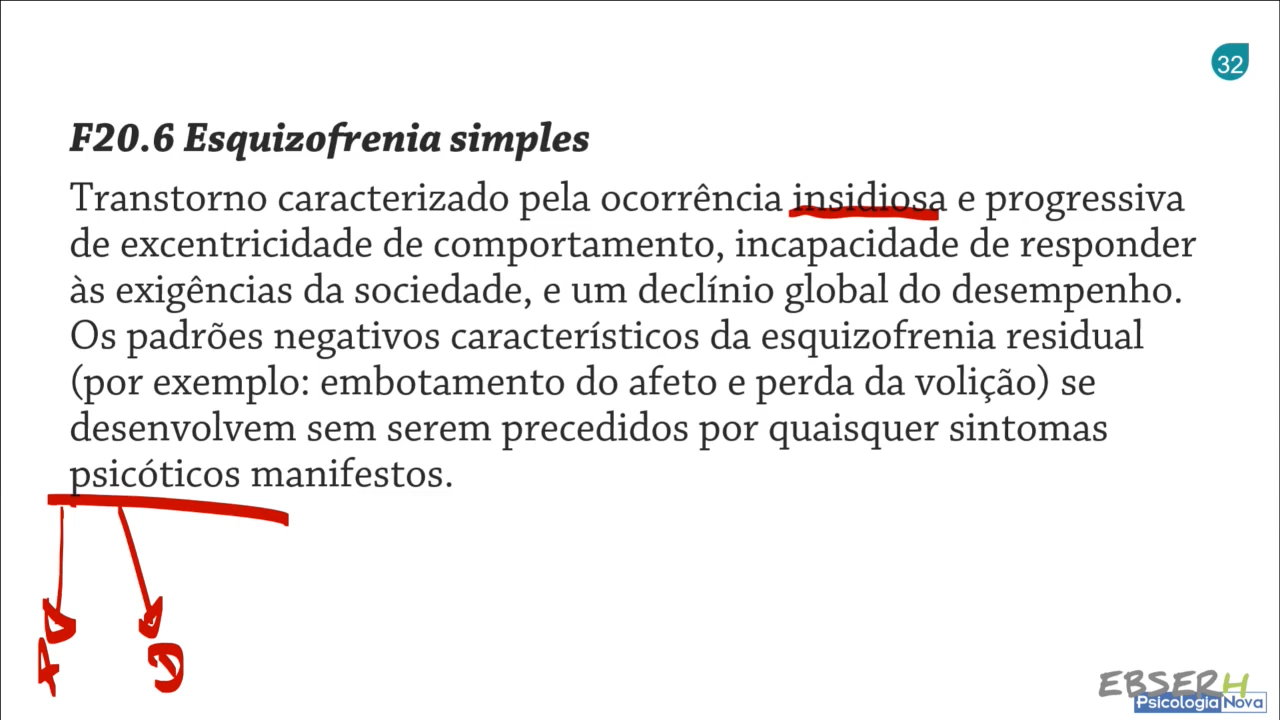 32
F20.6 Esquizofrenia simples
Transtorno caracterizado pela ocorrência insidiosa e progressiva
de excentricidade de comportamento, incapacidade de responder
às exigências da sociedade, e um declínio global do desempenho.
Os padrões negativos característicos da esquizofrenia residual
(por exemplo: embotamento do afeto e perda da volição) se
desenvolvem sem serem precedidos por quaisquer sintomas
psicóticos manifestos.
A D
EBSERH
Psicologia Nova